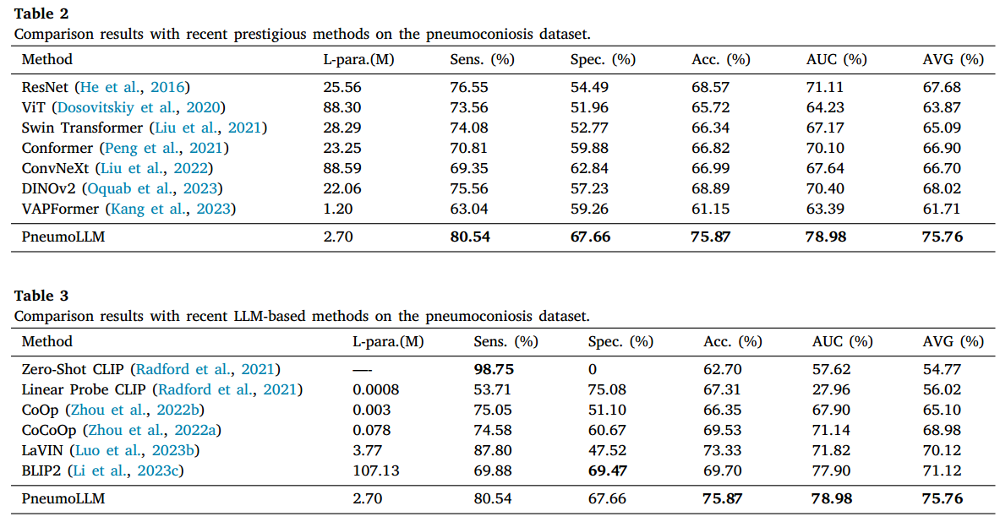 Table 2
Comparison results with recent prestigious methods on the pneumoconiosis dataset.
Method L-para.(M) Sens. (%) Spec. (%) Acc. (%) AUC (%) AVG (%)
ResNet (He et al., 2016) 25.56 76.55 54.49 68.57 71.11 67.68
ViT (Dosovitskiy et al., 2020) 88.30 73.56 51.96 65.72 64.23 63.87
Swin Transformer (Liu et al., 2021) 28.29 74.08 52.77 66.34 67.17 65.09
Conformer (Peng et al., 2021) 23.25 70.81 59.88 66.82 70.10 66.90
ConvNeXt (Liu et al., 2022) 88.59 69.35 62.84 66.99 67.64 66.70
DINOv2 (Oquab et al., 2023) 22.06 75.56 57.23 68.89 70.40 68.02
VAPFormer (Kang et al., 2023) 1.20 63.04 59.26 61.15 63.39 61.71
PneumoLLM 2.70 80.54 67.66 75.87 78.98 75.76
Table 3
Comparison results with recent LLM-based methods on the pneumoconiosis dataset.
Method L-para.(M) Sens. (%) Spec. (%) Acc. (%) AUC (%) AVG (%)
Zero-Shot CLIP (Radford et al., 2021) —- 98.75 0 62.70 57.62 54.77
Linear Probe CLIP (Radford et al., 2021) 0.0008 53.71 75.08 67.31 27.96 56.02
CoOp (Zhou et al., 2022b) 0.003 75.05 51.10 66.35 67.90 65.10
CoCoOp (Zhou et al., 2022a) 0.078 74.58 60.67 69.53 71.14 68.98
LaVIN (Luo et al., 2023b) 3.77 87.80 47.52 73.33 71.82 70.12
BLIP2 (Li et al., 2023c) 107.13 69.88 69.47 69.70 77.90 71.12
PneumoLLM 2.70 80.54 67.66 75.87 78.98 75.76